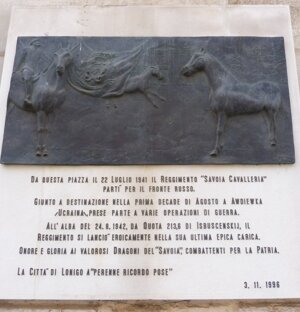 DA QUESTA PIAZZA IL 22 LUGLIO 1941 IL REGGIMENTO "SAVOIA CAVALLERIA"
PARTÌ PER IL FRONTE RUSSO.
GIUNTO A DESTINAZIONE NELLA PRIMA DECADE DI AGOSTO A ANDIEWKA
(UCRAINA), PRESE PARTE A VARIE OPERAZIONI DI GUERRA.
ALL'ALBA DEL 24.8.1942, DA QUOTA 213,6 DI ISBUSCENSKIJ, IL
REGGIMENTO SI LANCIÒ EROICAMENTE NELLA SUA ULTIMA EPICA CARICA.
ONORE E GLORIA AI VALOROSI DRAGONI DEL "SAVOIA", COMBATTENTI PER LA PATRIA.
LA CITTÀ DI LONIGO A "PERENNE RICORDO POSE"
3. 11. 1996